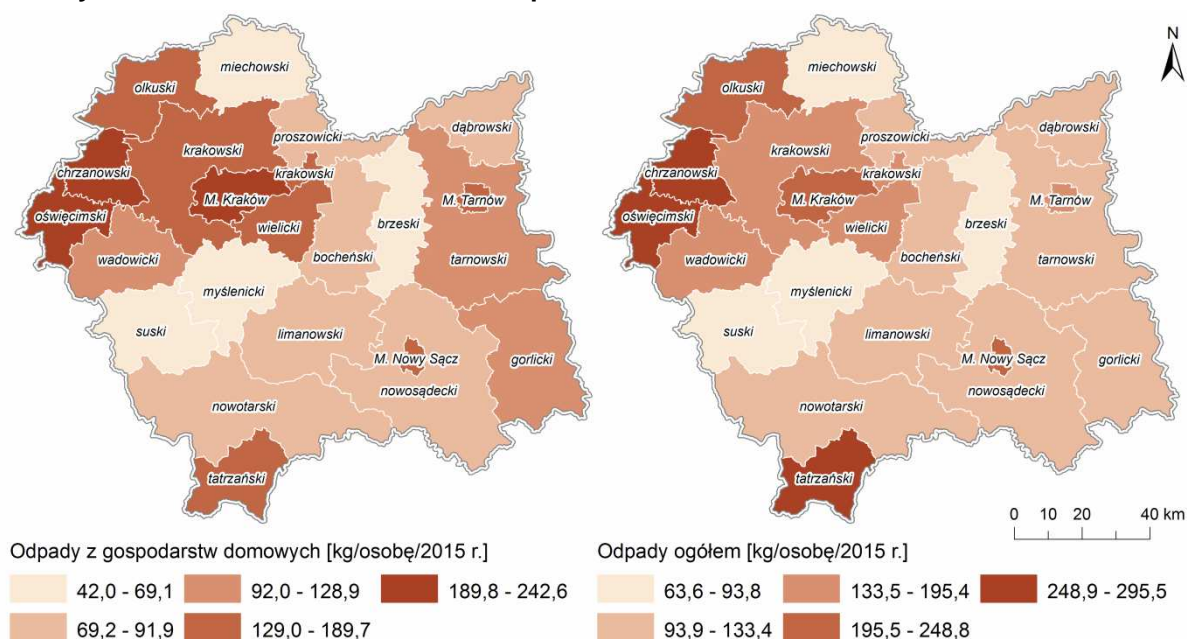 miechowski
olkuski
dąbrowski
proszowicki
krakowski
chrzanowski
krakowski
M. Kraków
M. Tarnów
oświęcimski
wielicki
brzeski
wadowicki
bocheński
tarnowski
myślenicki
suski
limanowski
M. Nowy Sącz
gorlicki
nowosądecki
nowotarski
tatrzański
Odpady z gospodarstw domowych [kg/osobę/2015 r.]
42,0 - 69,1
92,0 - 128,9
189,8 - 242,6
69,2 - 91,9
129,0 - 189,7
N
miechowski
olkuski
dąbrowski
proszowicki
krakowski
chrzanowski
krakowski
M. Kraków
M. Tarnów
oświęcimski
wielicki
brzeski
wadowicki
bocheński
tarnowski
myślenicki
suski
limanowski
M. Nowy Sącz
gorlicki
nowosądecki
nowotarski
tatrzański
0 10 20 40 km
Odpady ogółem [kg/osobę/2015 r.]
63,6 - 93,8
133,5 - 195,4
248,9 - 295,5
93,9 - 133,4
195,5 - 248,8